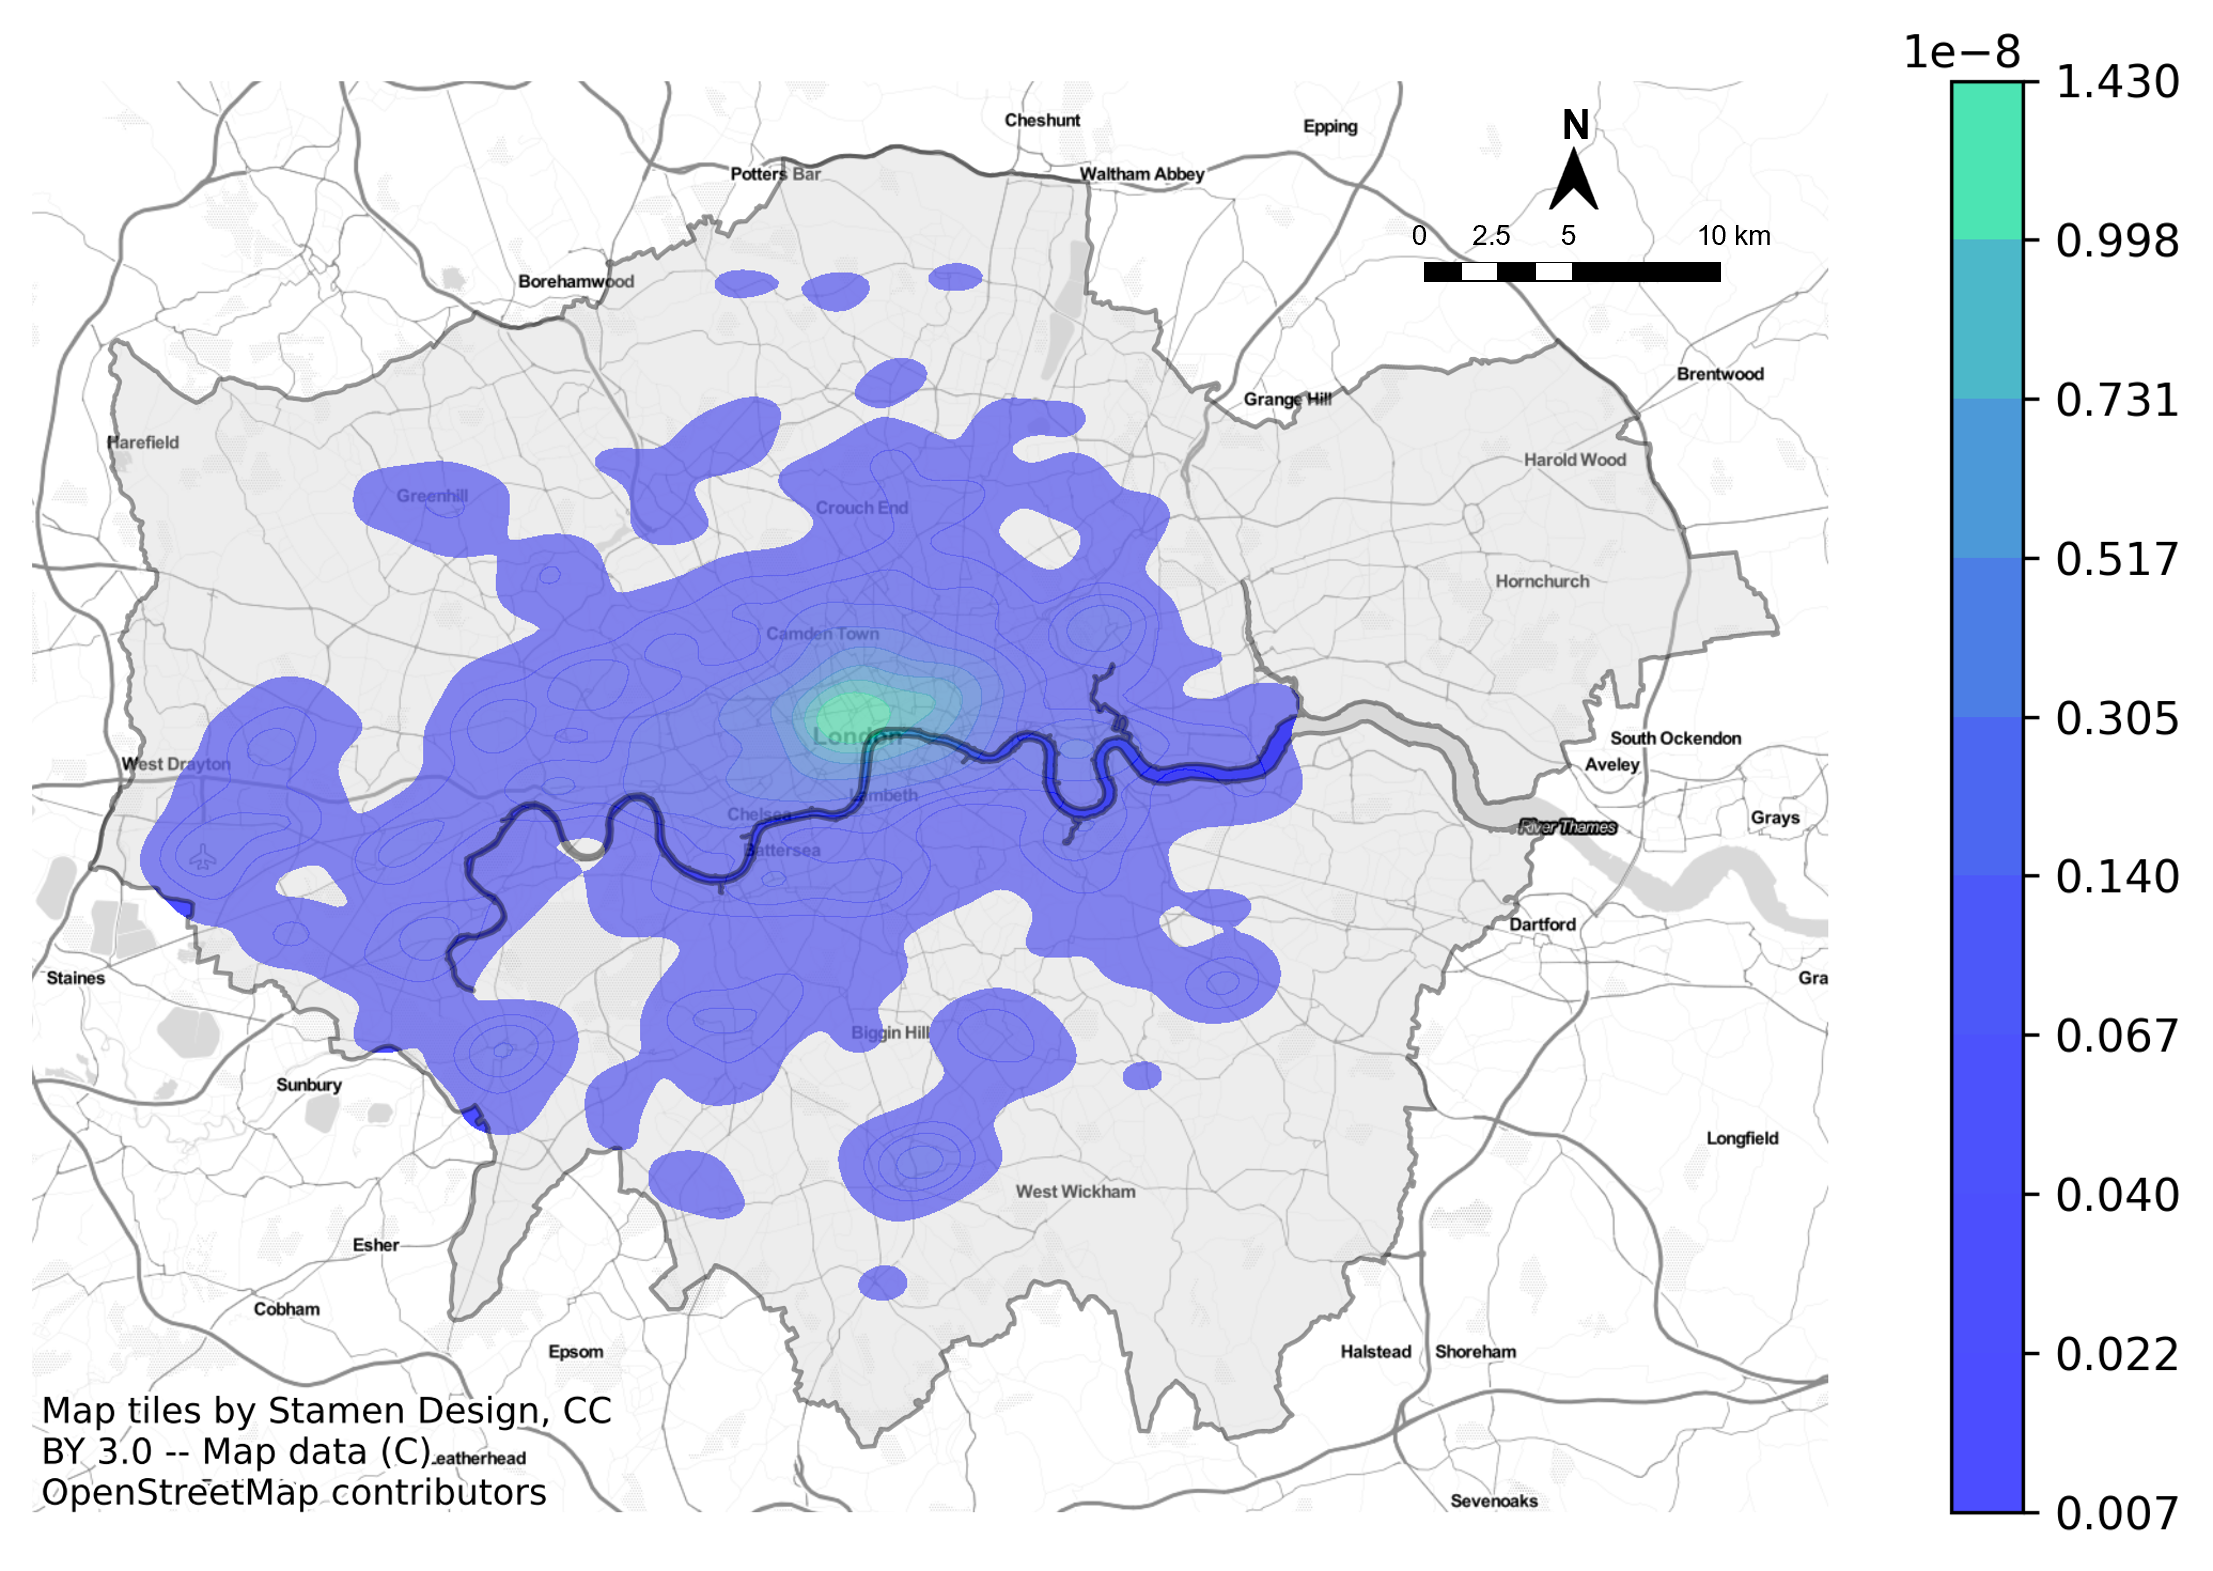 1e−8
1.430
Cheshunt
Epping
N
Potters Bar
Waltham Abbey
0 2.5 5 10 km
0.998
Borehamwood
Brentwood
Grange Hill
0.731
Harefield
Harold Wood
Greenhill
Crouch End
0.517
Hornchurch
Camden Town
0.305
London
South Ockendon
West Drayton
Aveley
Lambeth
Chelsea
Grays
River Thames
Battersea
0.140
Dartford
Staines
Gra
Biggin Hill
0.067
Sunbury
Longfield
West Wickham
0.040
Esher
Cobham
Epsom
Halstead
Shoreham
0.022
Map tiles by Stamen Design, CC
BY 3.0 -- Map data (C)
eatherhead
OpenStreetMap contributors
Sevenoaks
0.007